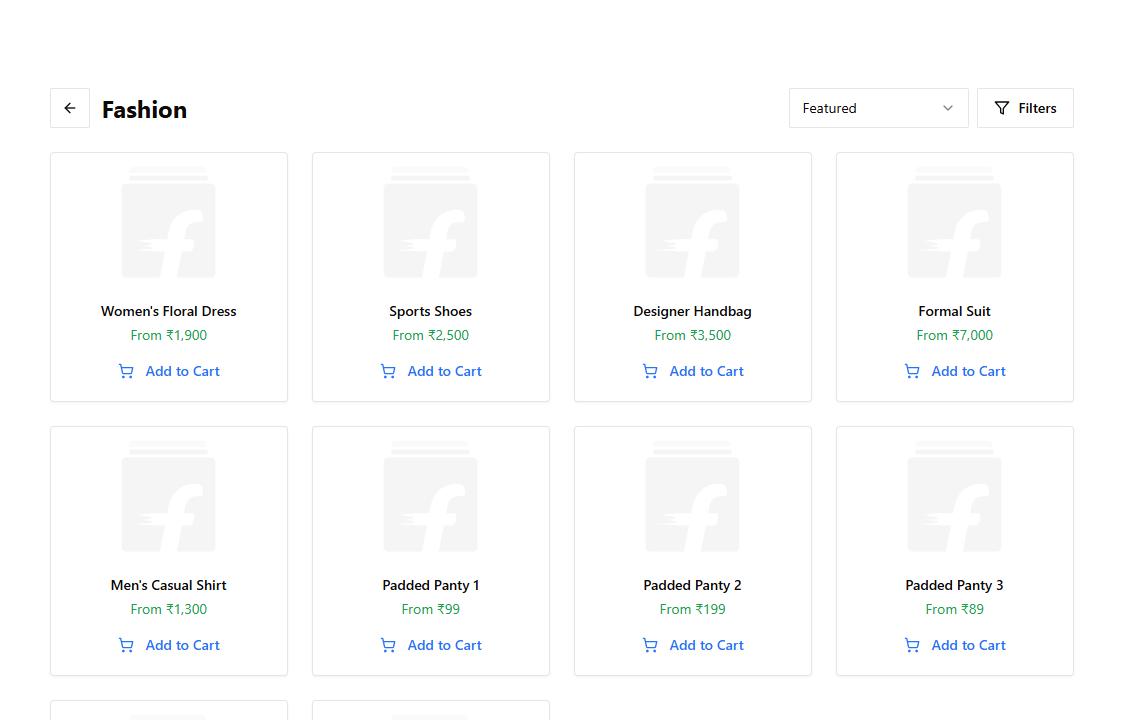 Fashion
Featured
Filters
Women's Floral Dress
From ₹1,900
Add to Cart
Sports Shoes
From ₹2,500
Add to Cart
Designer Handbag
From ₹3,500
Add to Cart
Formal Suit
From ₹7,000
Add to Cart
Men's Casual Shirt
From ₹1,300
Add to Cart
Padded Panty 1
From ₹99
Add to Cart
Padded Panty 2
From ₹199
Add to Cart
Padded Panty 3
From ₹89
Add to Cart